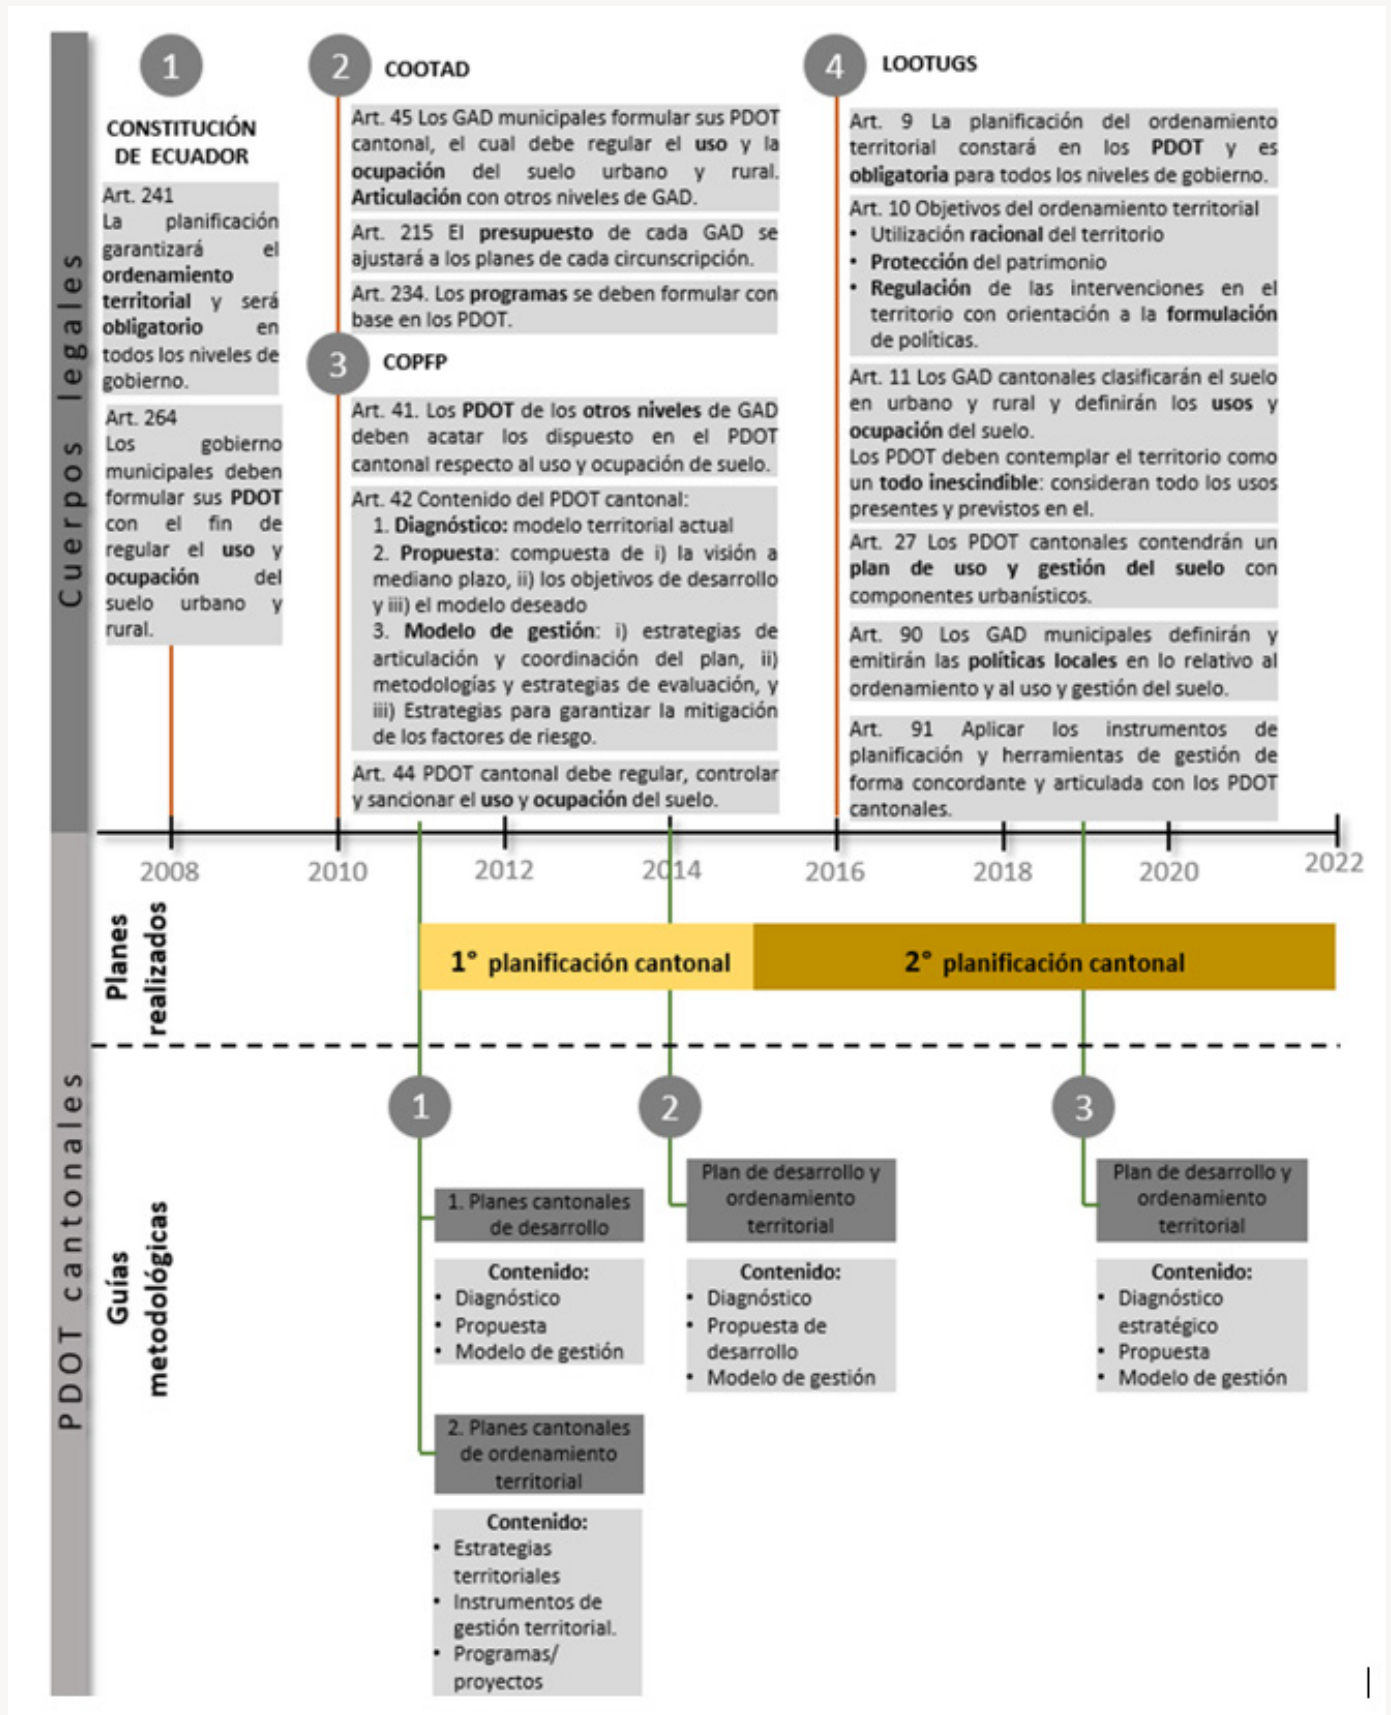 Cuerpos legales
1
CONSTITUCIÓN
DE ECUADOR
Art. 241
La planificación
garantizará el
ordenamiento
territorial y será
obligatorio en
todos los niveles de
gobierno.
Art. 264
Los gobierno
municipales deben
formular sus PDOT
con el fin de
regular el uso y
ocupación del
suelo urbano y
rural.
2 COOTAD
Art. 45 Los GAD municipales formular sus PDOT
cantonal, el cual debe regular el uso y la
ocupación del suelo urbano y rural.
Articulación con otros niveles de GAD.
Art. 215 El presupuesto de cada GAD se
ajustará a los planes de cada circunscripción.
Art. 234. Los programas se deben formular con
base en los PDOT.
3 COPFP
Art. 41. Los PDOT de los otros niveles de GAD
deben acatar los dispuesto en el PDOT
cantonal respecto al uso y ocupación de suelo.
Art. 42 Contenido del PDOT cantonal:
1. Diagnóstico: modelo territorial actual
2. Propuesta: compuesta de i) la visión a
mediano plazo, ii) los objetivos de desarrollo
y iii) el modelo deseado
3. Modelo de gestión: i) estrategias de
articulación y coordinación del plan, ii)
metodologías y estrategias de evaluación, y
iii) Estrategias para garantizar la mitigación
de los factores de riesgo.
Art. 44 PDOT cantonal debe regular, controlar
y sancionar el uso y ocupación del suelo.
4 LOOTUGS
Art. 9 La planificación del ordenamiento
territorial constará en los PDOT y es
obligatoria para todos los niveles de gobierno.
Art. 10 Objetivos del ordenamiento territorial
• Utilización racional del territorio
• Protección del patrimonio
• Regulación de las intervenciones en el
territorio con orientación a la formulación
de políticas.
Art. 11 Los GAD cantonales clasificarán el suelo
en urbano y rural y definirán los usos y
ocupación del suelo.
Los PDOT deben contemplar el territorio como
un todo inescindible: consideran todo los usos
presentes y previstos en el.
Art. 27 Los PDOT cantonales contendrán un
plan de uso y gestión del suelo con
componentes urbanísticos.
Art. 90 Los GAD municipales definirán y
emitirán las políticas locales en lo relativo al
ordenamiento y al uso y gestión del suelo.
Art. 91 Aplicar los instrumentos de
planificación y herramientas de gestión de
forma concordante y articulada con los PDOT
cantonales.
2008 2010 2012 2014 2016 2018 2020 2022
PDOT cantonales
Planes
realizados
1° planificación cantonal
2° planificación cantonal
Guías
metodológicas
1
1. Planes cantonales
de desarrollo
Contenido:
• Diagnóstico
• Propuesta
• Modelo de gestión
2. Planes cantonales
de ordenamiento
territorial
Contenido:
• Estrategias
territoriales
• Instrumentos de
gestión territorial.
• Programas/
proyectos
2
Plan de desarrollo y
ordenamiento
territorial
Contenido:
• Diagnóstico
• Propuesta de
desarrollo
• Modelo de gestión
3
Plan de desarrollo y
ordenamiento
territorial
Contenido:
• Diagnóstico
estratégico
• Propuesta
• Modelo de gestión